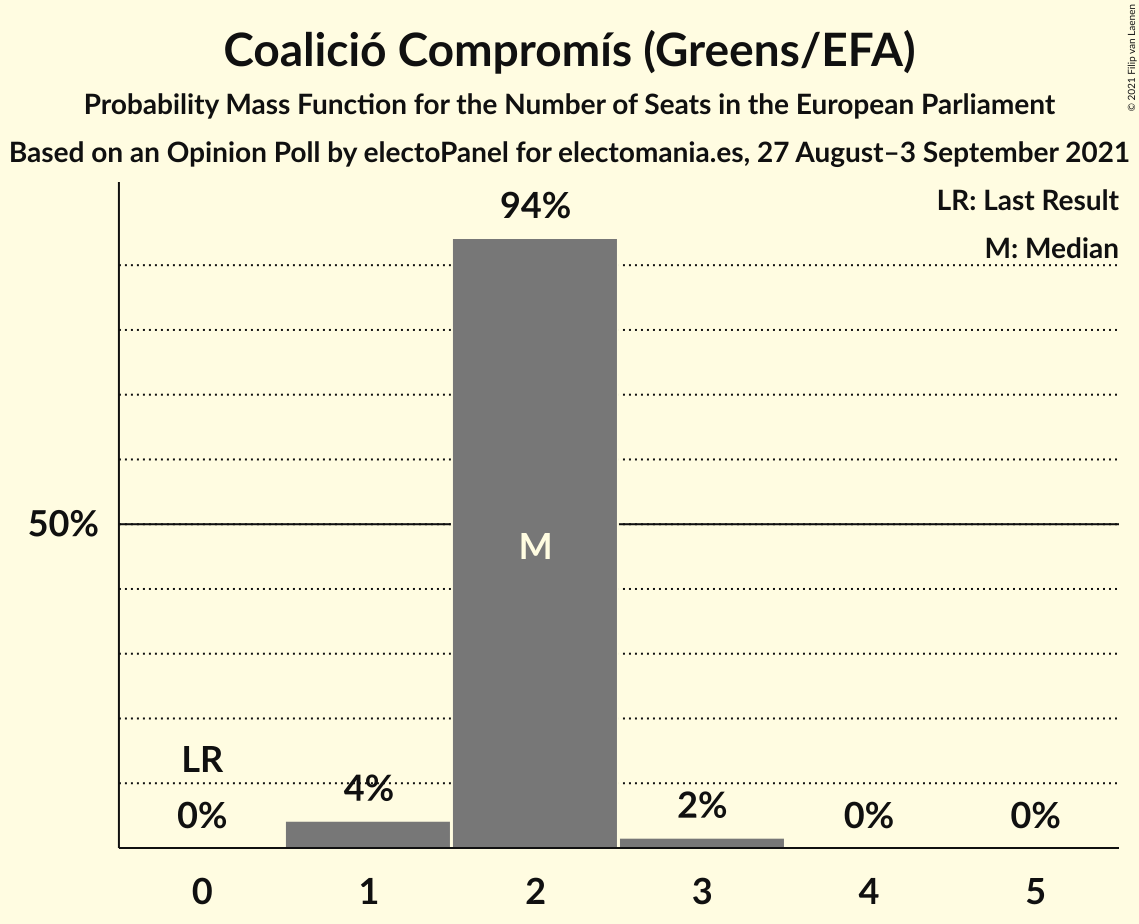 Coalició Compromís (Greens/EFA)
Probability Mass Function for the Number of Seats in the European Parliament
Based on an Opinion Poll by electoPanel for electomania.es, 27 August–3 September 2021
© 2021 Filip van Laenen
LR: Last Result
M: Median
94%
50%
M
LR
0%
4%
2%
0%
0%
0 1 2 3 4 5